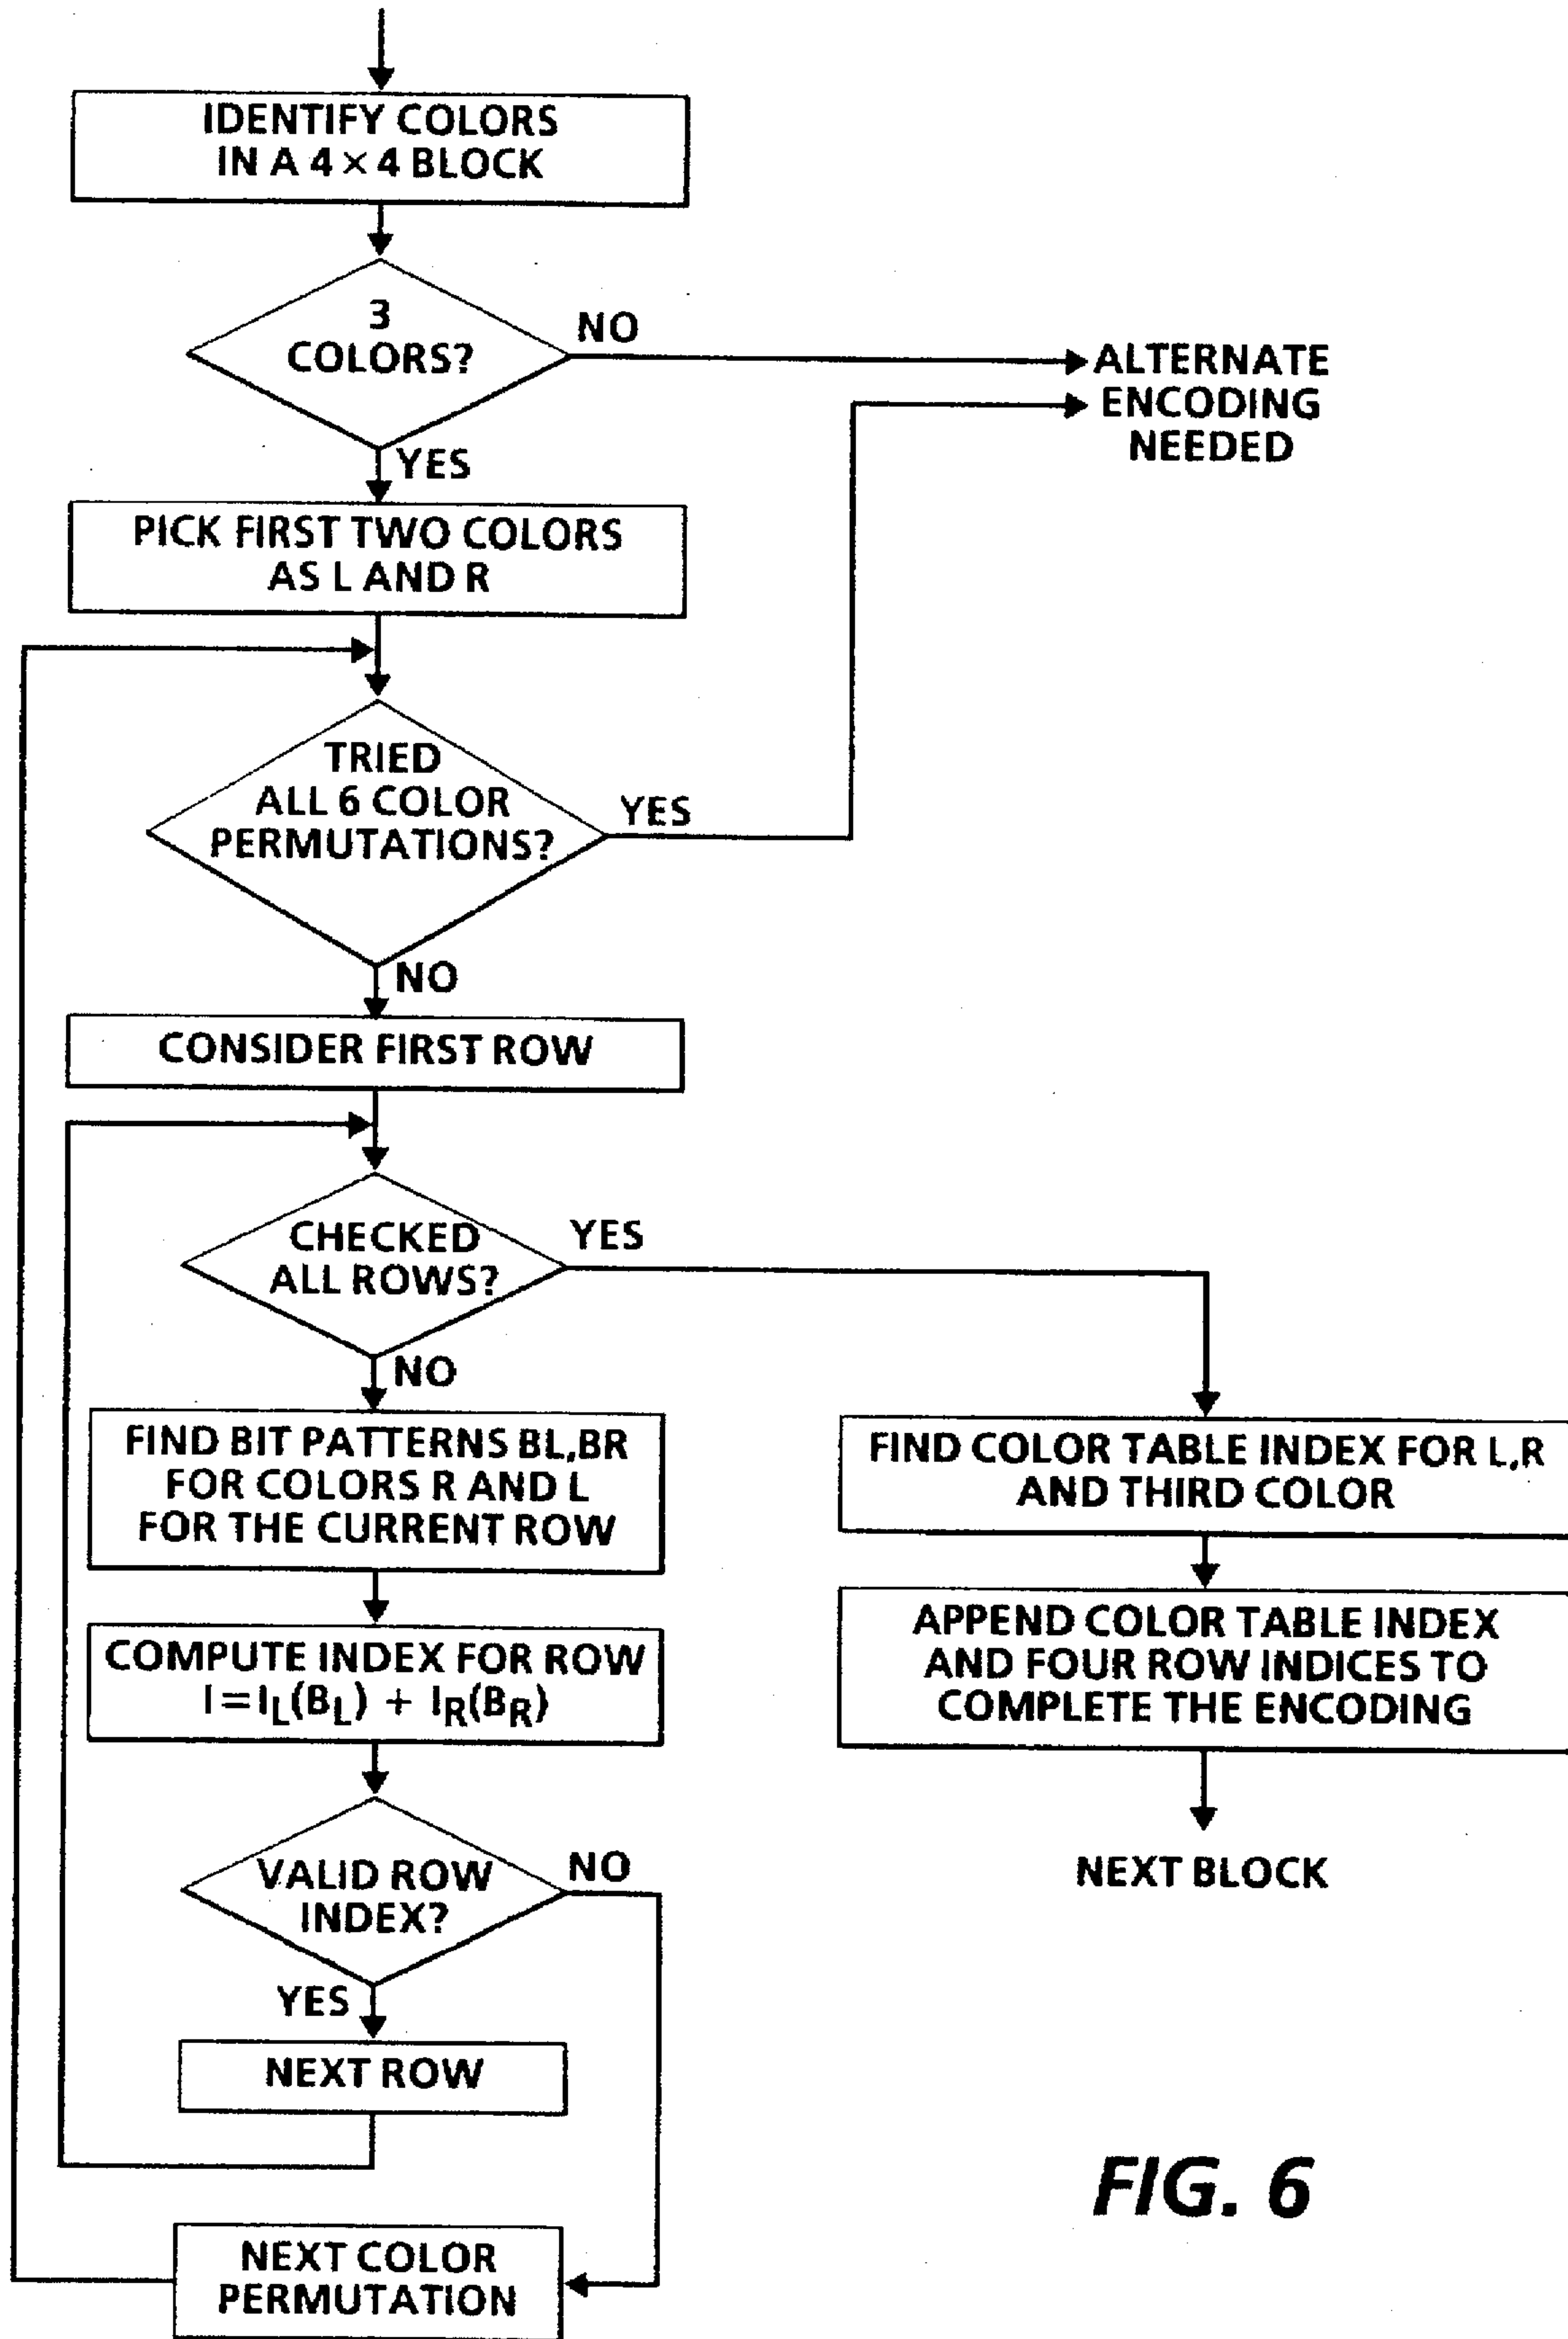 IDENTIFY COLORS
IN A 4 × 4 BLOCK
3
COLORS?
NO
ALTERNATE
ENCODING
NEEDED
YES
PICK FIRST TWO COLORS
AS L AND R
TRIED
ALL 6 COLOR
PERMUTATIONS?
YES
NO
CONSIDER FIRST ROW
CHECKED
ALL ROWS?
YES
NO
FIND BIT PATTERNS BL,BR
FOR COLORS R AND L
FOR THE CURRENT ROW
FIND COLOR TABLE INDEX FOR L,R
AND THIRD COLOR
COMPUTE INDEX FOR ROW
I = I_L(B_L) + I_R(B_R)
APPEND COLOR TABLE INDEX
AND FOUR ROW INDICES TO
COMPLETE THE ENCODING
VALID ROW
INDEX?
NO
NEXT BLOCK
YES
NEXT ROW
NEXT COLOR
PERMUTATION
FIG. 6